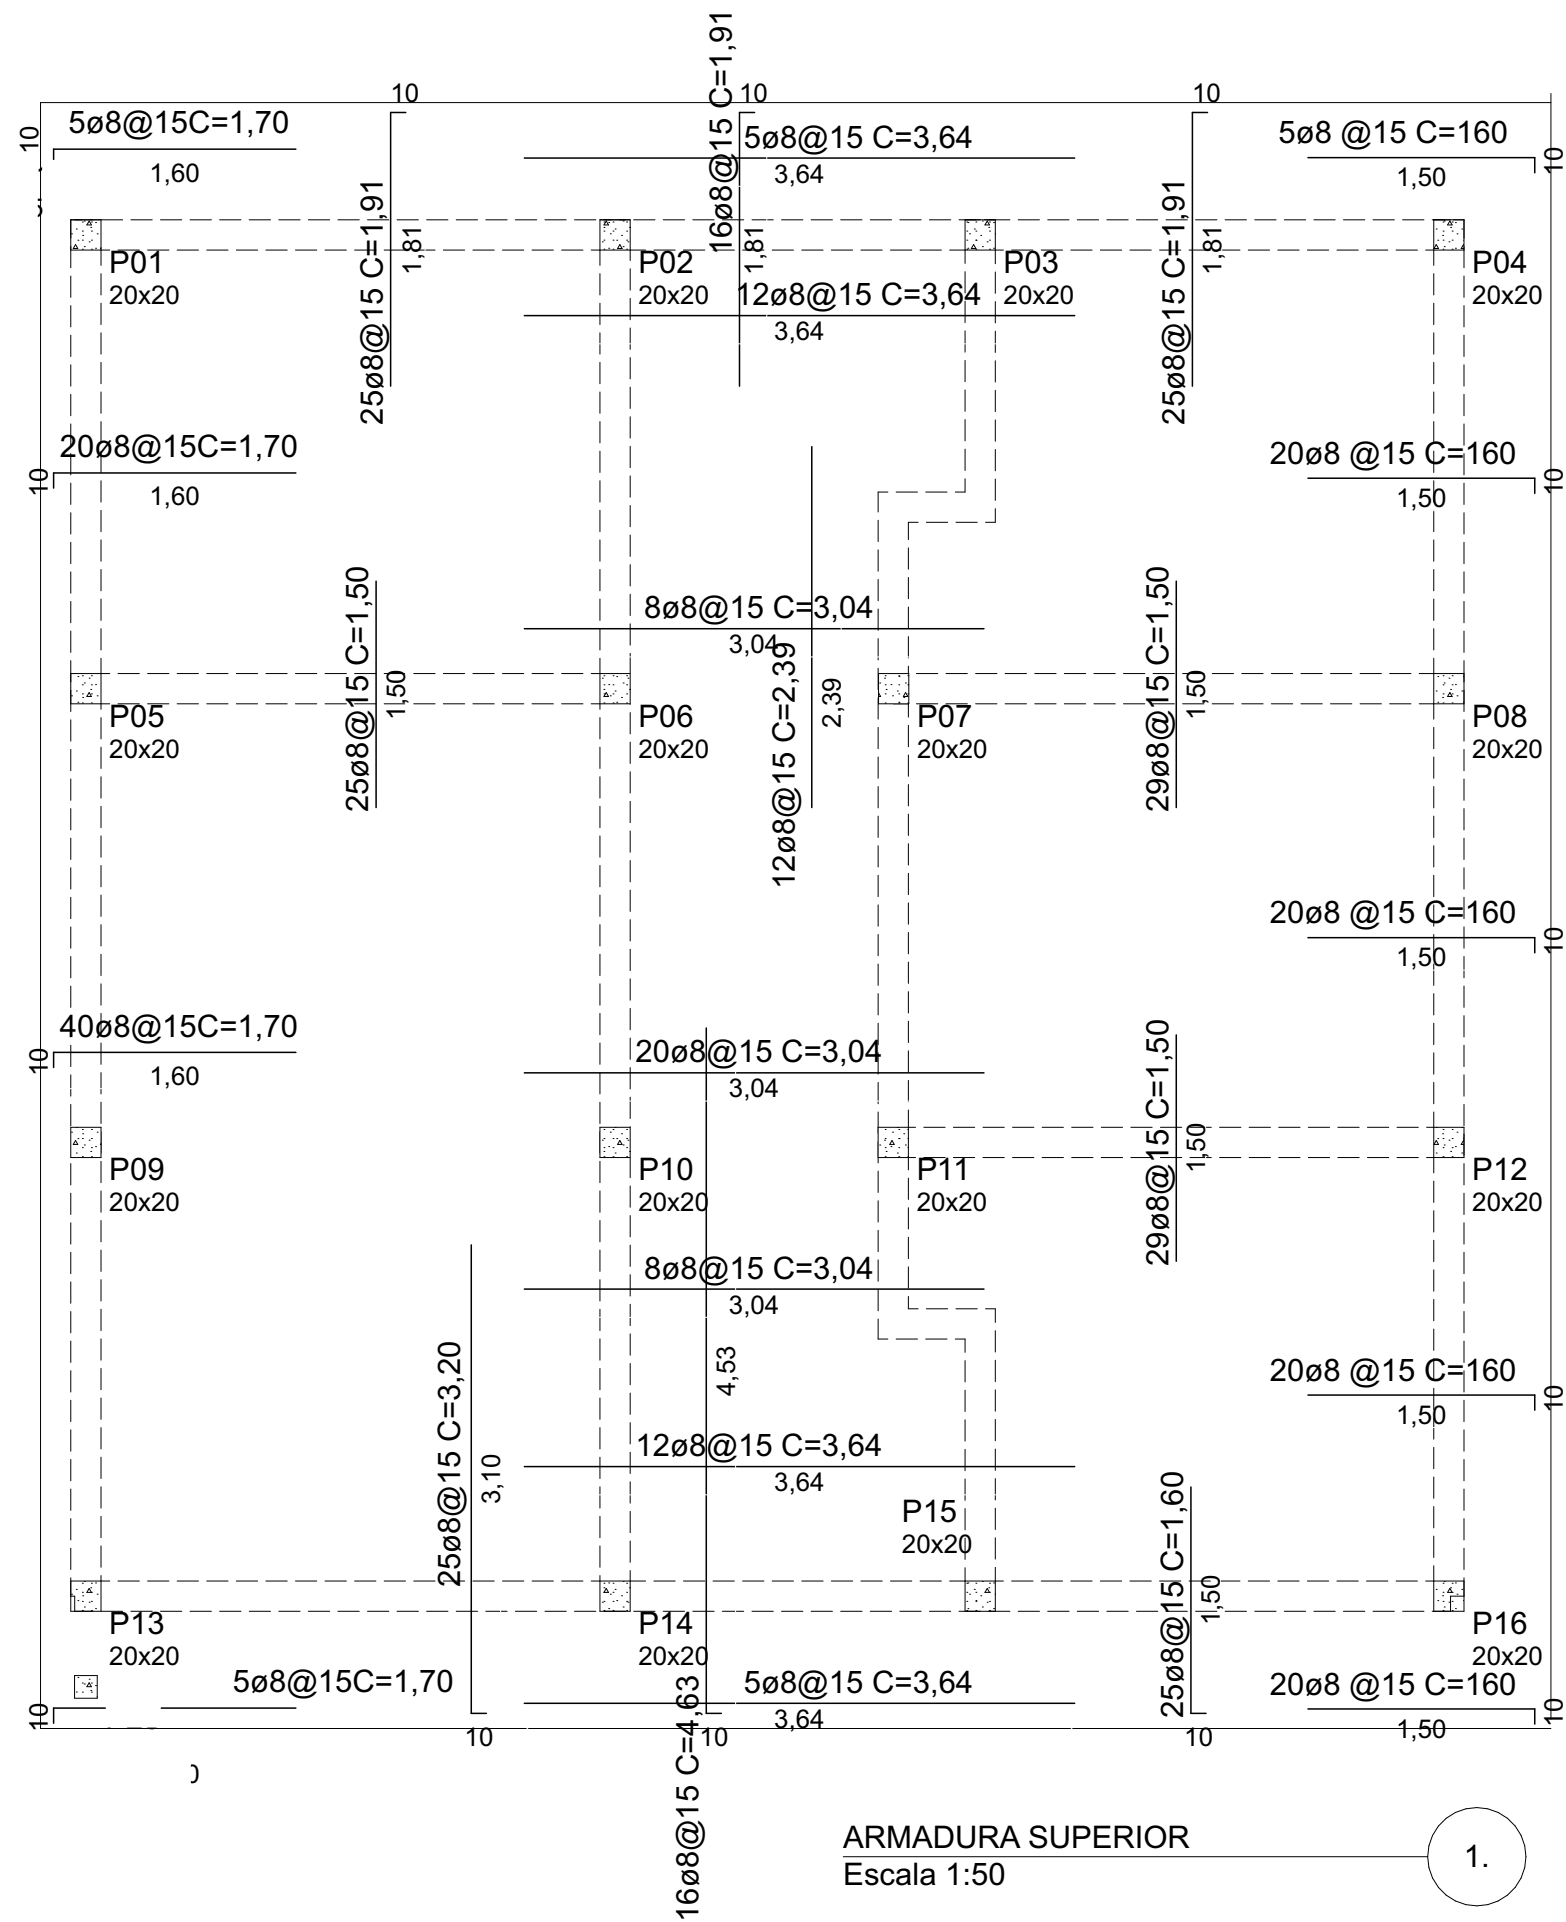 16ø8@15 C=1,91
10
10
10
10
5ø8@15C=1,70
1,60
5ø8@15 C=3,64
3,64
5ø8 @15 C=160
1,50
10
25ø8@15 C=1,91
1,81
1,81
25ø8@15 C=1,91
1,81
P01
20x20
P02
20x20
P03
20x20
P04
20x20
12ø8@15 C=3,64
3,64
20ø8@15C=1,70
1,60
10
20ø8 @15 C=160
1,50
10
25ø8@15 C=1,50
1,50
8ø8@15 C=3,04
3,04
12ø8@15 C=2,39
2,39
29ø8@15 C=1,50
1,50
P05
20x20
P06
20x20
P07
20x20
P08
20x20
20ø8 @15 C=160
1,50
10
40ø8@15C=1,70
1,60
10
20ø8@15 C=3,04
3,04
29ø8@15 C=1,50
1,50
P09
20x20
P10
20x20
P11
20x20
P12
20x20
8ø8@15 C=3,04
3,04
25ø8@15 C=3,20
3,10
4,53
20ø8 @15 C=160
1,50
10
12ø8@15 C=3,64
3,64
P15
20x20
25ø8@15 C=1,60
1,50
P13
20x20
P14
20x20
P16
20x20
5ø8@15C=1,70
10
5ø8@15 C=3,64
3,64
20ø8 @15 C=160
1,50
10
10
10
10
16ø8@15 C=4,63
ARMADURA SUPERIOR
Escala 1:50
1.